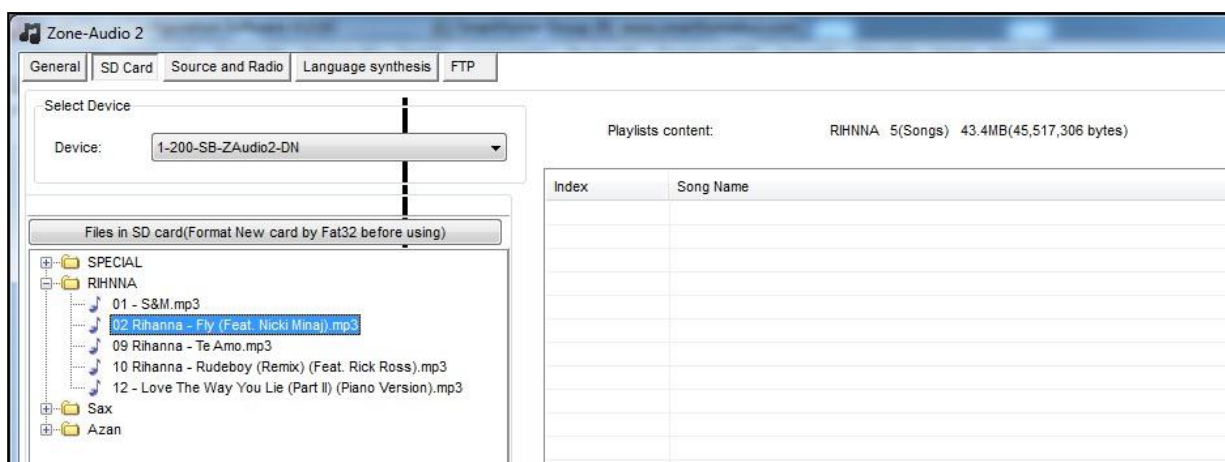 Zone-Audio 2
General SD Card Source and Radio Language synthesis FTP
Select Device
Device: 1-200-SB-ZAudio2-DN
Playlists content: RIHNNA 5(Songs) 43.4MB(45,517,306 bytes)
Index Song Name
Files in SD card(Format New card by Fat32 before using)
SPECIAL
RIHNNA
01 - S&M.mp3
02 Rihanna - Fly (Feat. Nicki Minaj).mp3
09 Rihanna - Te Amo.mp3
10 Rihanna - Rudeboy (Remix) (Feat. Rick Ross).mp3
12 - Love The Way You Lie (Part II) (Piano Version).mp3
Sax
Azan